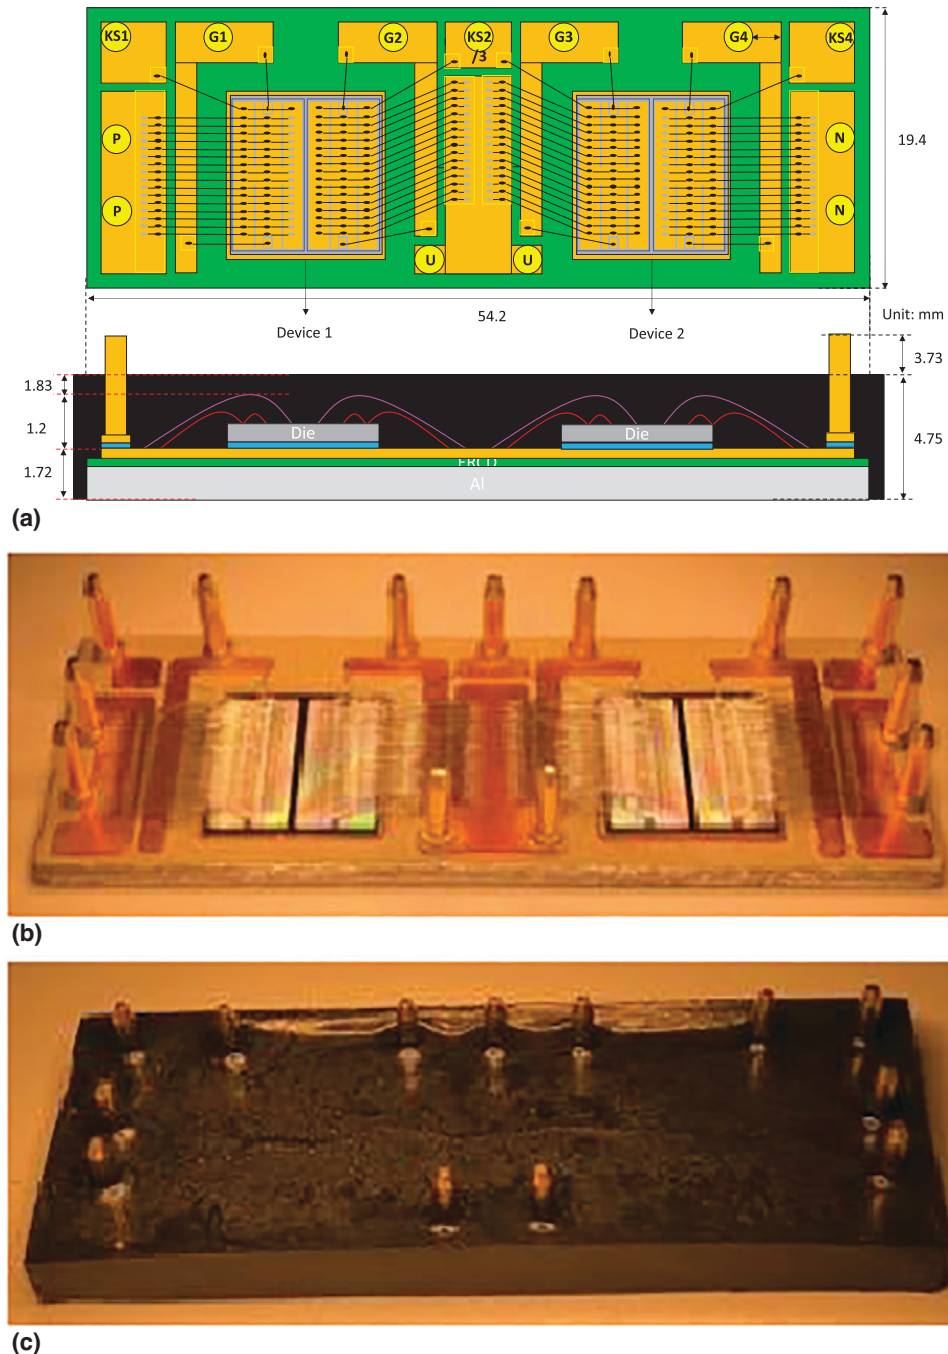 KS1 G1 G2 KS2 G3 G4 KS4
/3
P N
P N
U U
19.4
54.2
Device 1 Device 2
Unit: mm
3.73
1.83
1.2
1.72
4.75
Die Die
Al
(a)
(b)
(c)